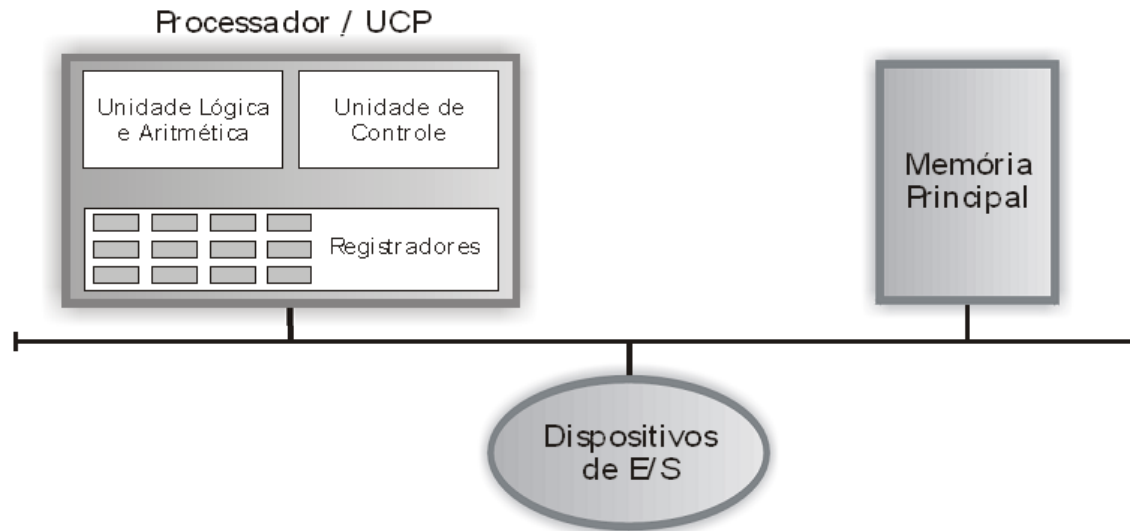 Processador / UCP
Unidade Lógica
e Aritmética
Unidade de
Controle
Registradores
Memória
Principal
Dispositivos
de E/S